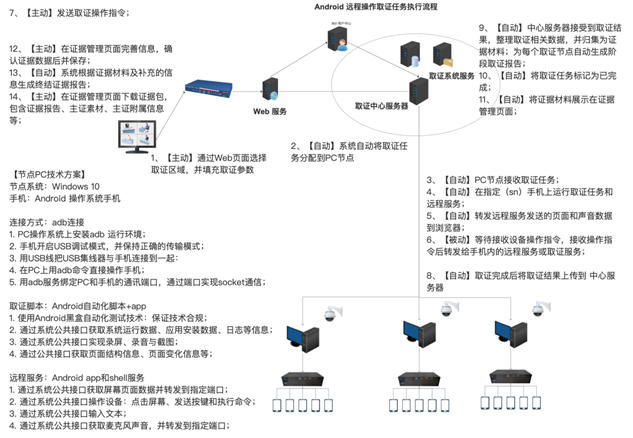 Android 远程操作取证任务执行流程
7、【主动】发送取证操作指令；
12、【主动】在证据管理页面完善信息，确
认证数据后并保存；
13、【自动】系统根据证据材料及补充的信
息生成终结证据报告；
14、【主动】在证据管理页面下载证据包，
包含证据报告、主证素材、主证附属信息
等；
Web 服务
取证系统服务
取证中心服务器
9、【自动】中心服务器接受到取证结
果，整理取证相关数据，并归集为证
据材料；为每个取证节点自动生成阶
段取证报告；
10、【自动】将取证任务标记为已完
成；
11、【自动】将证据材料展示在证据
管理页面；
1、【主动】通过Web页面选择
取证区域，并填充取证参数
2、【自动】系统自动将取证任
务分配到PC节点
3、【自动】PC节点接收取证任务；
4、【自动】在指定（sn）手机上运行取证任务和
远程服务；
5、【自动】转发远程服务发送的页面和声音数据
到浏览器；
6、【被动】等待接收设备操作指令，接收操作指
令后转发给手机内的远程服务或取证服务；
8、【自动】取证完成后将取证结果上传到 中心服
务器
【节点PC技术方案】
节点系统：Windows 10
手机：Android 操作系统手机
连接方式：adb连接
1. PC操作系统上安装adb 运行环境；
2. 手机开启USB调试模式，并保持正确的传输模式；
3. 用USB线把USB集线器与手机连接到一起：
4. 在PC上用adb命令直接操作手机；
5. 用adb服务绑定PC和手机的通讯端口，通过端口实现socket通信；
取证脚本：Android自动化脚本+app
1. 使用Android黑盒自动化测试技术：保证技术合规；
2. 通过系统公共接口获取系统运行数据、应用安装数据、日志等信息；
3. 通过系统公共接口实现录屏、录音与截图；
4. 通过公共接口获取页面结构信息、页面变化信息等；
远程服务：Android app和shell服务
1. 通过系统公共接口获取屏幕页面数据并转发到指定端口；
2. 通过系统公共接口操作设备：点击屏幕、发送按键和执行命令；
3. 通过系统公共接口输入文本；
4. 通过系统公共接口获取麦克风声音，并转发到指定端口；